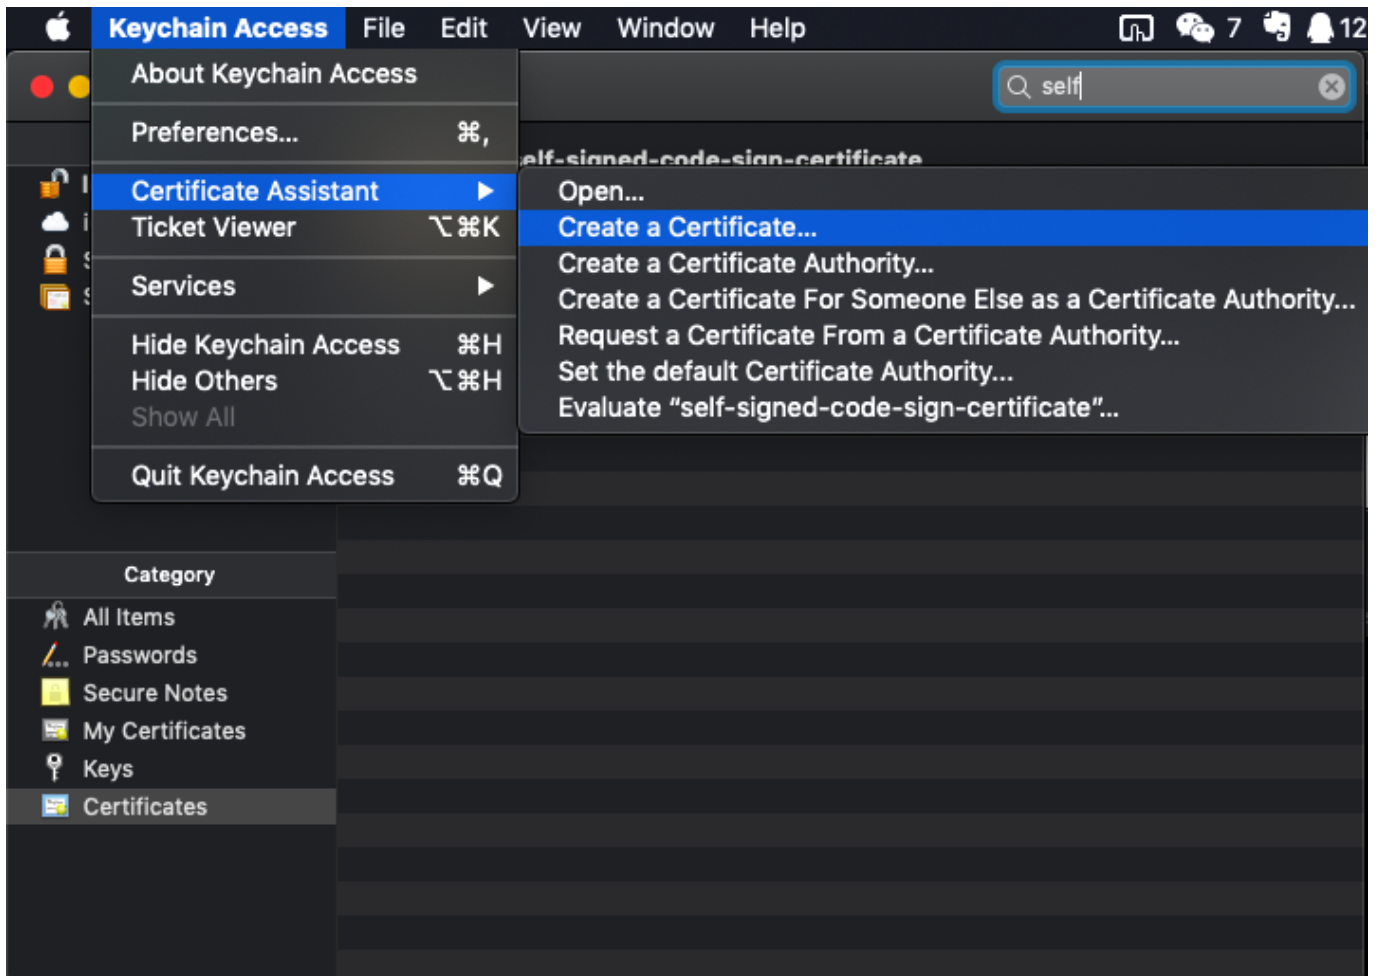 Keychain Access File Edit View Window Help 7 12
About Keychain Access
self
Preferences... ⌘,
elf-signed-code-sign-certificate
Certificate Assistant ▶
Open...
Ticket Viewer ⌥⌘K
Create a Certificate...
Create a Certificate Authority...
Services ▶
Create a Certificate For Someone Else as a Certificate Authority...
Request a Certificate From a Certificate Authority...
Hide Keychain Access ⌘H
Set the default Certificate Authority...
Hide Others ⌥⌘H
Evaluate “self-signed-code-sign-certificate”...
Show All
Quit Keychain Access ⌘Q
Category
All Items
Passwords
Secure Notes
My Certificates
Keys
Certificates